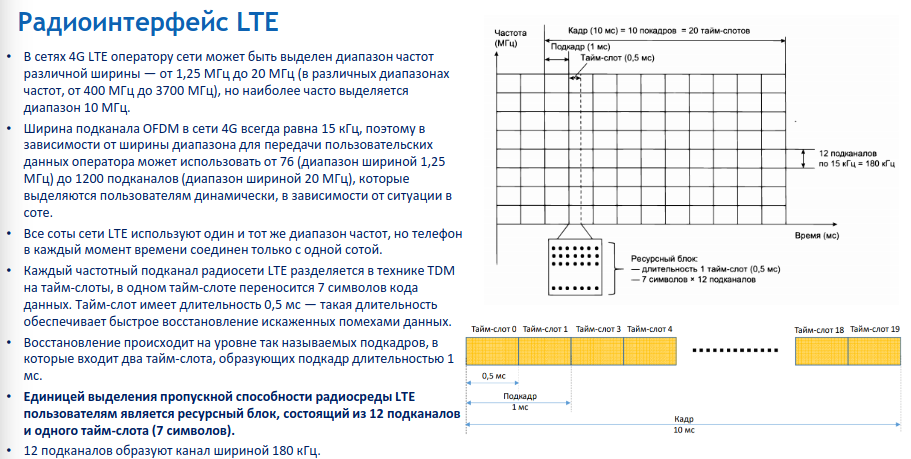 Радиоинтерфейс LTE
• В сетях 4G LTE оператору сети может быть выделен диапазон частот
различной ширины — от 1,25 МГц до 20 МГц (в различных диапазонах
частот, от 400 МГц до 3700 МГц), но наиболее часто выделяется
диапазон 10 МГц.
• Ширина подканала OFDM в сети 4G всегда равна 15 кГц, поэтому в
зависимости от ширины диапазона для передачи пользовательских
данных оператора может использовать от 76 (диапазон шириной 1,25
МГц) до 1200 подканалов (диапазон шириной 20 МГц), которые
выделяются пользователям динамически, в зависимости от ситуации в
соте.
• Все соты сети LTE используют один и тот же диапазон частот, но телефон
в каждый момент времени соединен только с одной сотой.
• Каждый частотный подканал радиосети LTE разделяется в технике TDM
на тайм-слоты, в одном тайм-слоте переносится 7 символов кода
данных. Тайм-слот имеет длительность 0,5 мс — такая длительность
обеспечивает быстрое восстановление искаженных помехами данных.
• Восстановление происходит на уровне так называемых подкадров, в
которые входит два тайм-слота, образующих подкадр длительностью 1
мс.
• Единицей выделения пропускной способности радиосреды LTE
пользователям является ресурсный блок, состоящий из 12 подканалов
и одного тайм-слота (7 символов).
• 12 подканалов образуют канал шириной 180 кГц.
Частота
(МГц)
Кадр (10 мс) = 10 покадров = 20 тайм-слотов
Подкадр (1 мс)
Тайм-слот (0,5 мс)
12 подканалов
по 15 кГц = 180 кГц
Время (мс)
Ресурсный блок:
— длительность 1 тайм-слот (0,5 мс)
— 7 символов × 12 подканалов
Тайм-слот 0 Тайм-слот 1 Тайм-слот 3 Тайм-слот 4 Тайм-слот 18 Тайм-слот 19
0,5 мс
Подкадр
1 мс
Кадр
10 мс